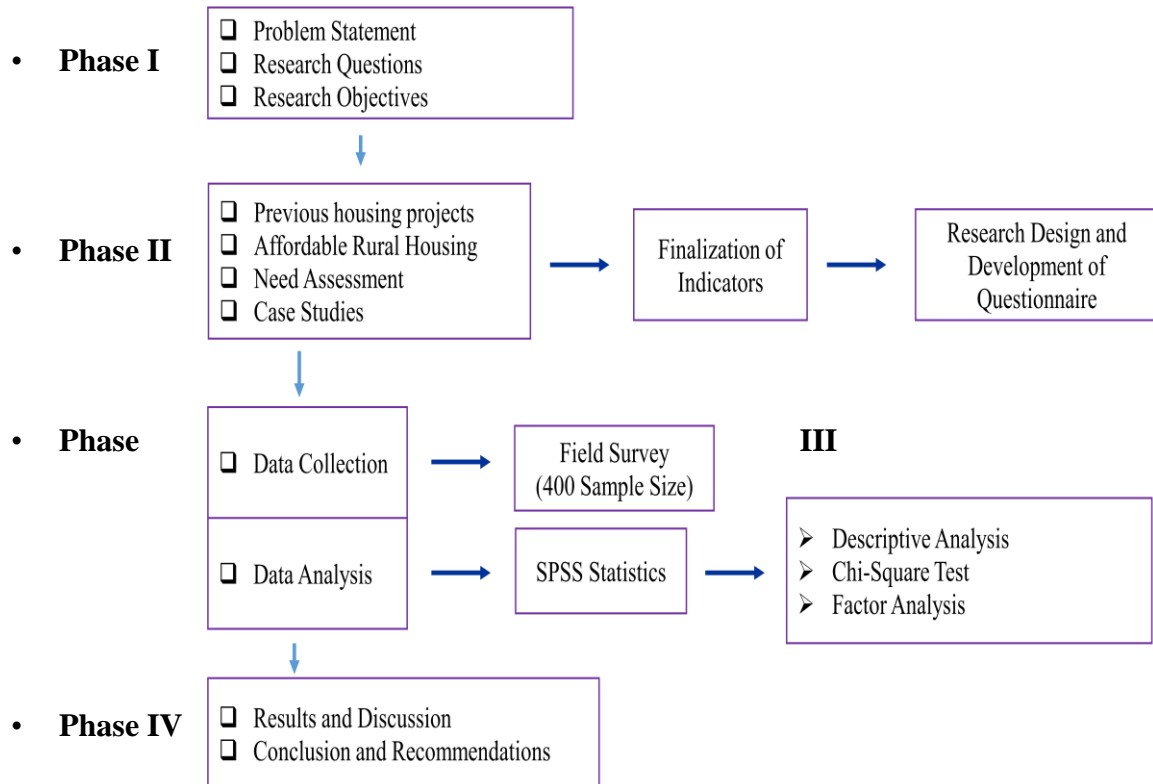 • Phase I
❑ Problem Statement
❑ Research Questions
❑ Research Objectives
• Phase II
❑ Previous housing projects
❑ Affordable Rural Housing
❑ Need Assessment
❑ Case Studies
Finalization of
Indicators
Research Design and
Development of
Questionnaire
• Phase III
❑ Data Collection
Field Survey
(400 Sample Size)
❑ Data Analysis
SPSS Statistics
➢ Descriptive Analysis
➢ Chi-Square Test
➢ Factor Analysis
• Phase IV
❑ Results and Discussion
❑ Conclusion and Recommendations